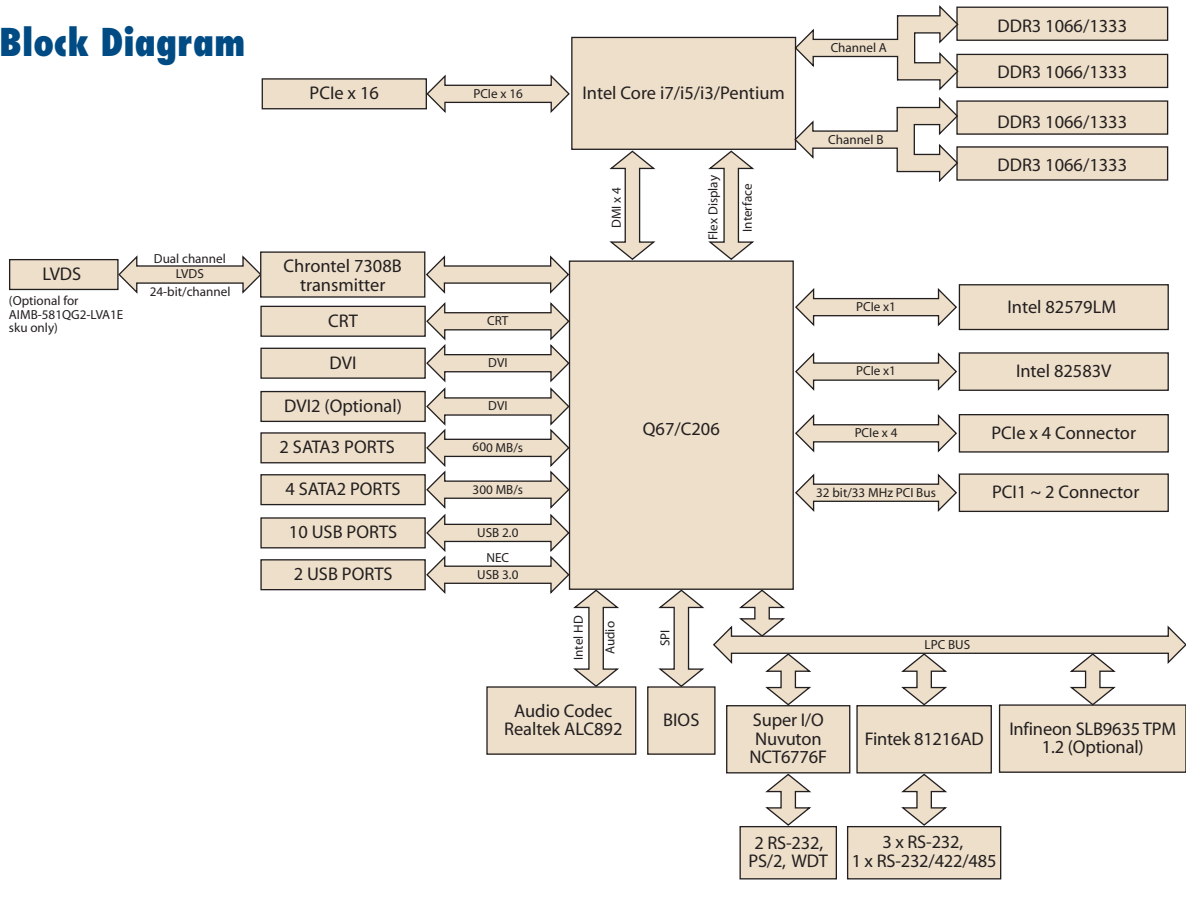 Block Diagram
PCIe x 16
PCIe x 16
Intel Core i7/i5/i3/Pentium
Channel A
DDR3 1066/1333
DDR3 1066/1333
Channel B
DDR3 1066/1333
DDR3 1066/1333
DMI x 4
Flex Display
Interface
LVDS
(Optional for
AIMB-581QG2-LVA1E
sku only)
Dual channel
LVDS
24-bit/channel
Chrontel 7308B
transmitter
CRT
CRT
DVI
DVI
DVI2 (Optional)
DVI
2 SATA3 PORTS
600 MB/s
4 SATA2 PORTS
300 MB/s
10 USB PORTS
USB 2.0
2 USB PORTS
NEC
USB 3.0
Q67/C206
PCIe x1
Intel 82579LM
PCIe x1
Intel 82583V
PCIe x 4
PCIe x 4 Connector
32 bit/33 MHz PCI Bus
PCI1 ~ 2 Connector
Intel HD
Audio
SPI
LPC BUS
Audio Codec
Realtek ALC892
BIOS
Super I/O
Nuvuton
NCT6776F
Fintek 81216AD
Infineon SLB9635 TPM
1.2 (Optional)
2 RS-232,
PS/2, WDT
3 x RS-232,
1 x RS-232/422/485